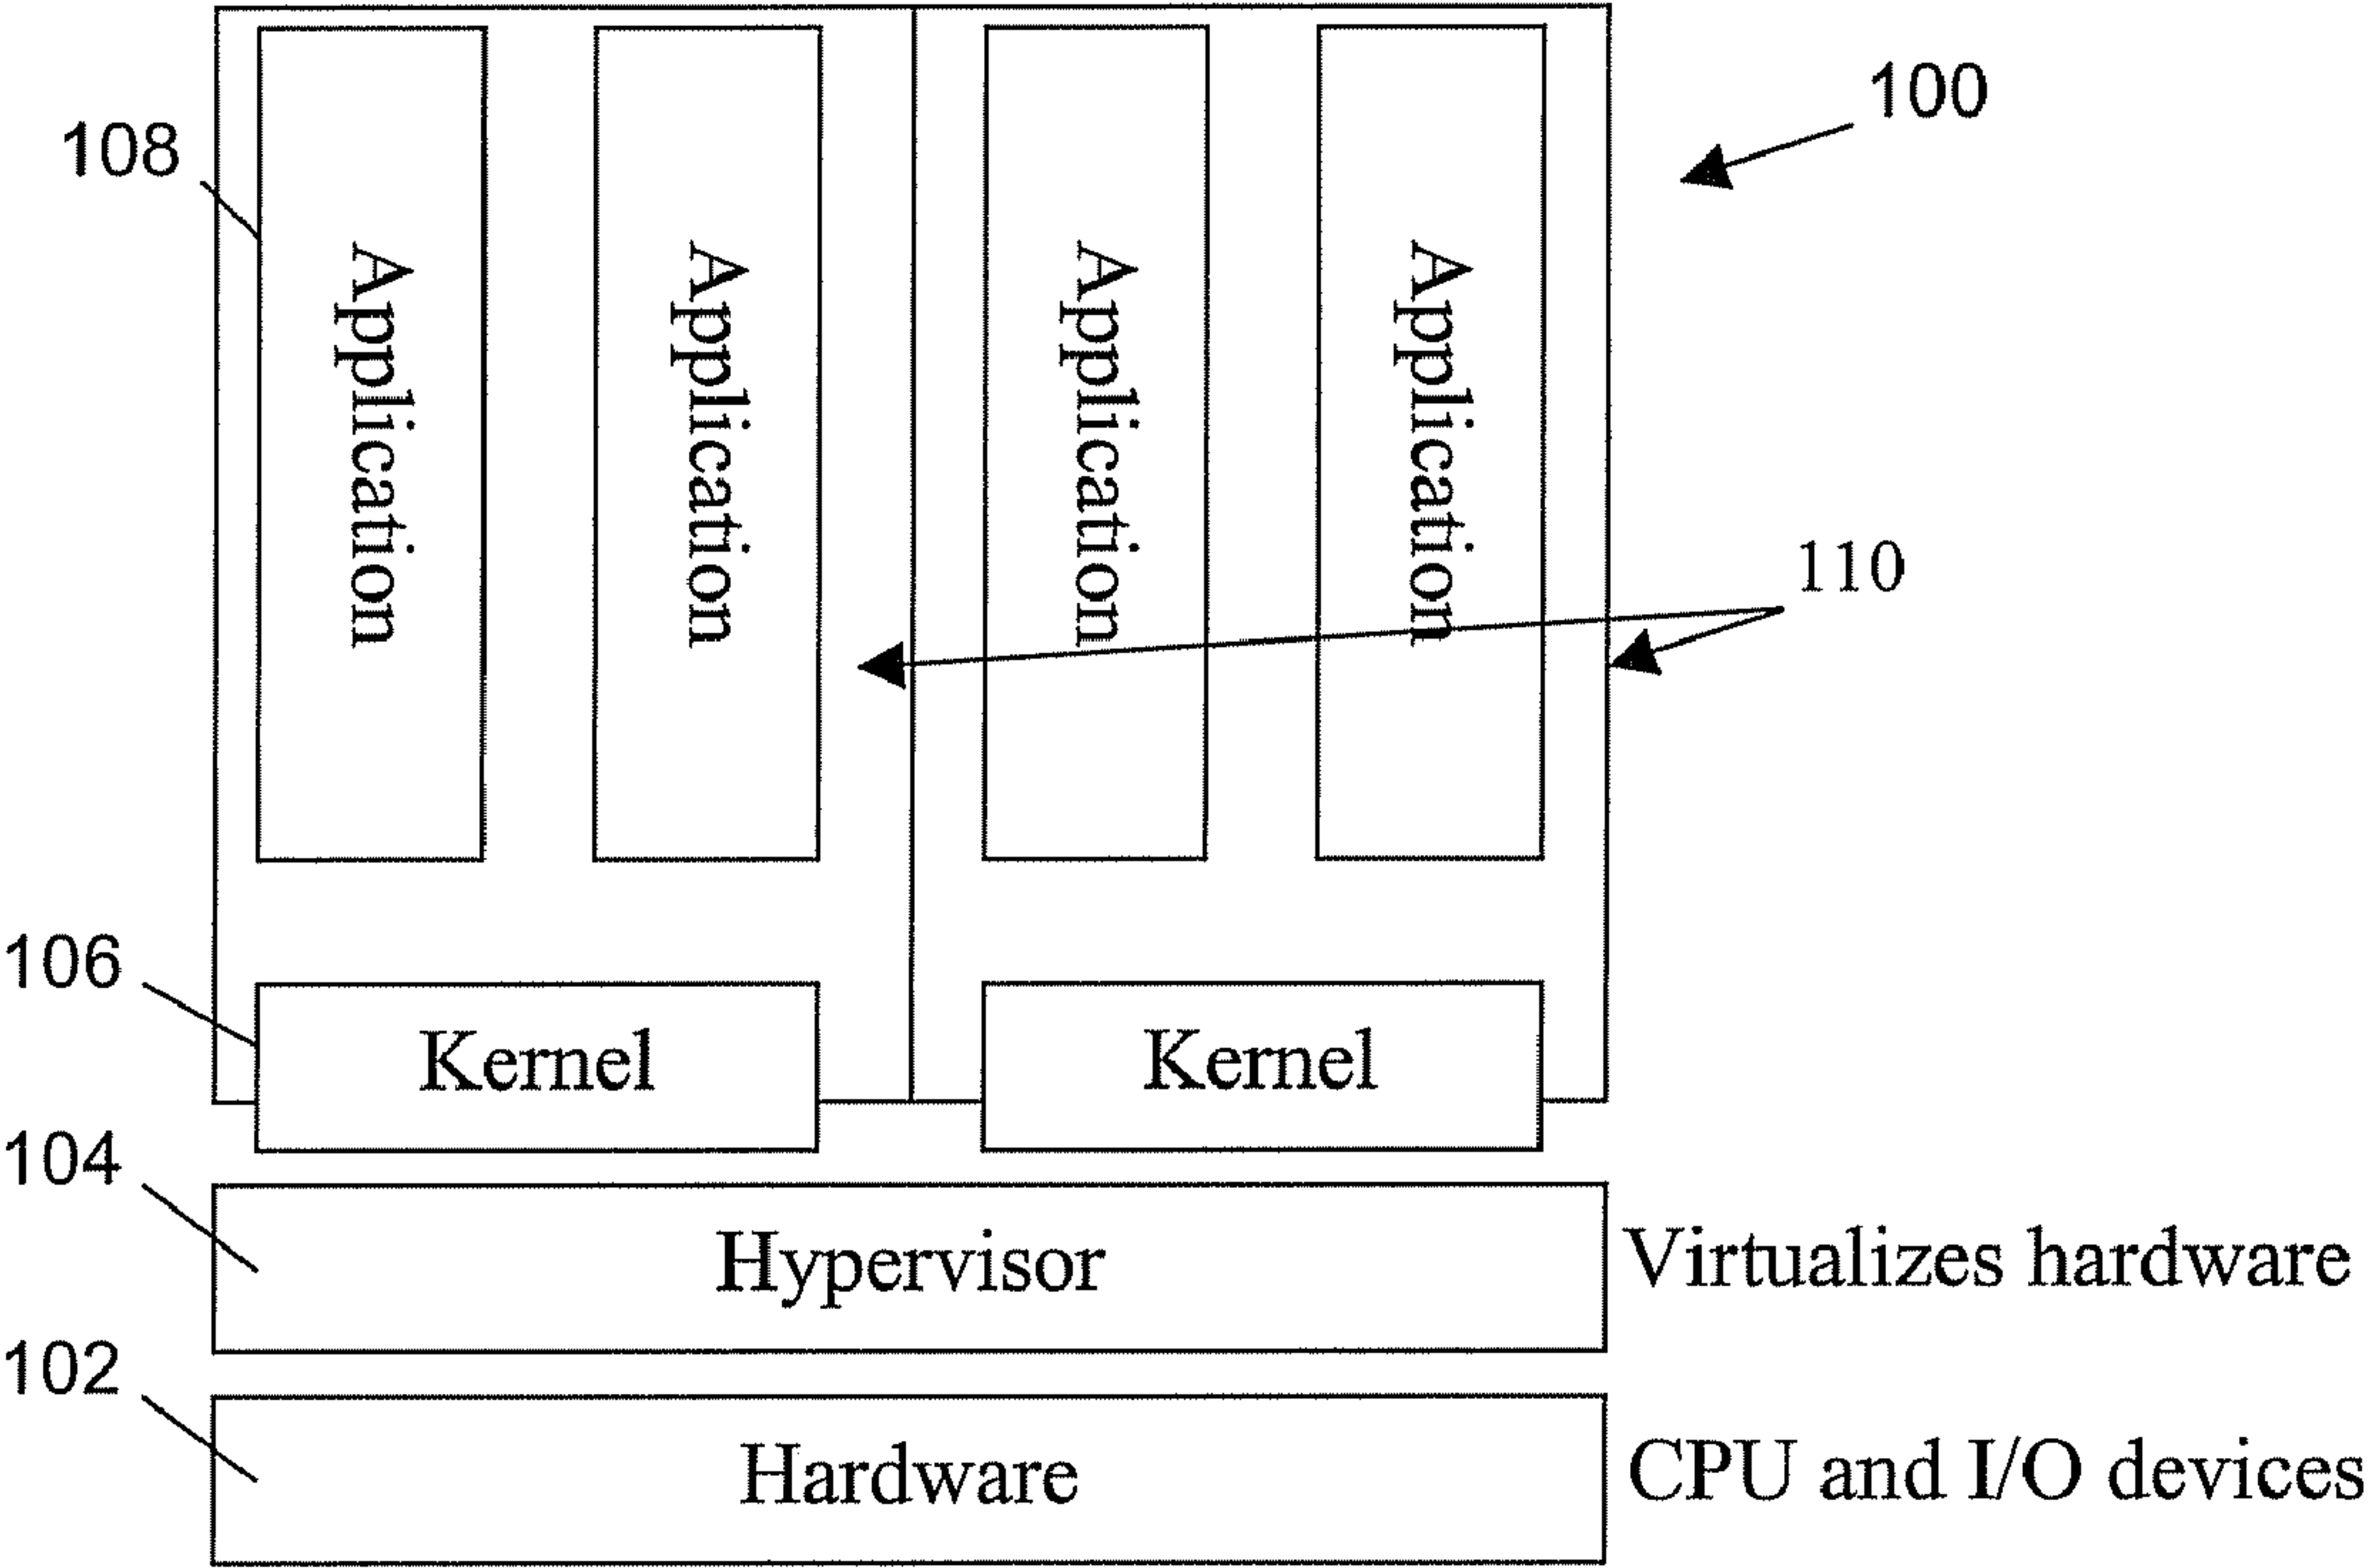 100
108
Application
Application
Application
Application
110
106
Kernel
Kernel
104
Hypervisor
Virtualizes hardware
102
Hardware
CPU and I/O devices